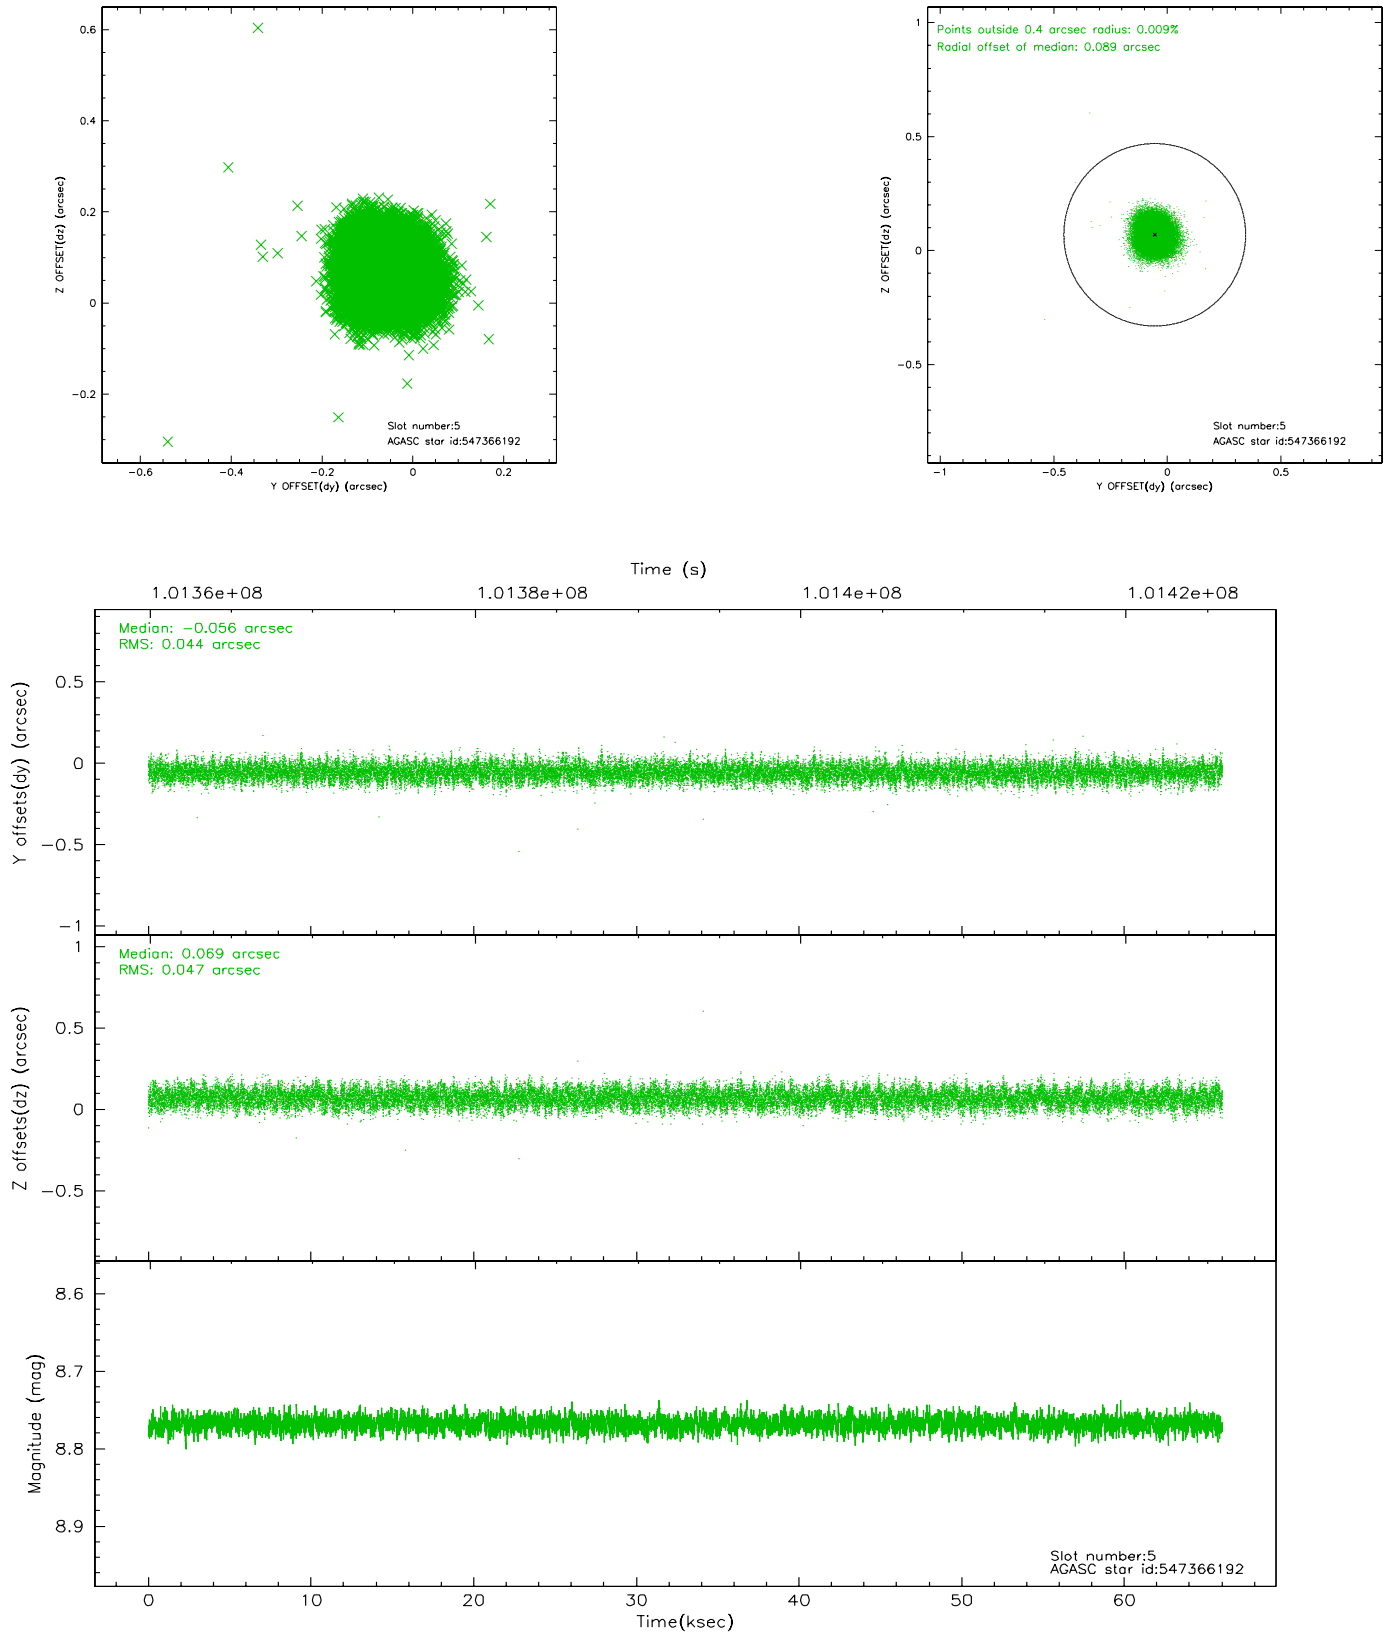 0.6
0.4
0.2
0
−0.2
Z OFFSET(dz) (arcsec)
Slot number:5
AGASC star id:547366192
−0.6
−0.4
−0.2
0
0.2
Y OFFSET(dy) (arcsec)
Points outside 0.4 arcsec radius: 0.009%
Radial offset of median: 0.089 arcsec
1
0.5
0
−0.5
Z OFFSET(dz) (arcsec)
Slot number:5
AGASC star id:547366192
−1
−0.5
0
0.5
Y OFFSET(dy) (arcsec)
Time (s)
1.0136e+08
1.0138e+08
1.014e+08
1.0142e+08
Median: −0.056 arcsec
RMS: 0.044 arcsec
0.5
0
−0.5
−1
Y offsets(dy) (arcsec)
Median: 0.069 arcsec
RMS: 0.047 arcsec
1
0.5
0
−0.5
Z offsets(dz) (arcsec)
8.6
8.7
8.8
8.9
Magnitude (mag)
Slot number:5
AGASC star id:547366192
0
10
20
30
40
50
60
Time(ksec)